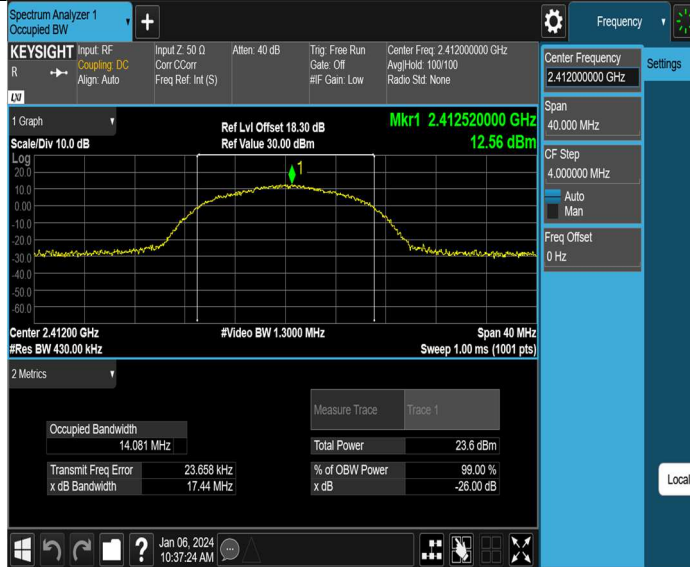 Spectrum Analyzer 1
Occupied BW
Frequency
KEYSIGHT
R
LXI
Input: RF
Coupling: DC
Align: Auto
Input Z: 50 Ω
Corr CCorr
Freq Ref: Int (S)
Atten: 40 dB
Trig: Free Run
Gate: Off
#IF Gain: Low
Center Freq: 2.412000000 GHz
Avg|Hold: 100/100
Radio Std: None
Center Frequency
2.412000000 GHz
Settings
Span
40.000 MHz
CF Step
4.000000 MHz
Auto
Man
Freq Offset
0 Hz
Local
1 Graph
Scale/Div 10.0 dB
Ref Lvl Offset 18.30 dB
Ref Value 30.00 dBm
Mkr1 2.412520000 GHz
12.56 dBm
Log
20.0
10.0
0.00
-10.0
-20.0
-30.0
-40.0
-50.0
-60.0
1
Center 2.41200 GHz
#Res BW 430.00 kHz
#Video BW 1.3000 MHz
Span 40 MHz
Sweep 1.00 ms (1001 pts)
2 Metrics
Measure Trace
Trace 1
Occupied Bandwidth
14.081 MHz
Total Power
23.6 dBm
Transmit Freq Error
23.658 kHz
% of OBW Power
99.00 %
x dB Bandwidth
17.44 MHz
x dB
-26.00 dB
?
Jan 06, 2024
10:37:24 AM